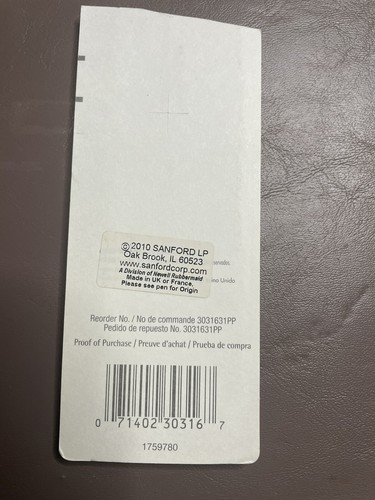 ©2010 SANFORD LP
Oak Brook, IL 60523
www.sanfordcorp.com
A Division of Newell Rubbermaid
Made in UK or France.
Please see pen for Origin
ino Unido
Reorder No. / No de commande 3031631PP
Pedido de repuesto No. 3031631PP
Proof of Purchase / Preuve d'achat / Prueba de compra
0 71402 30316 7
1759780